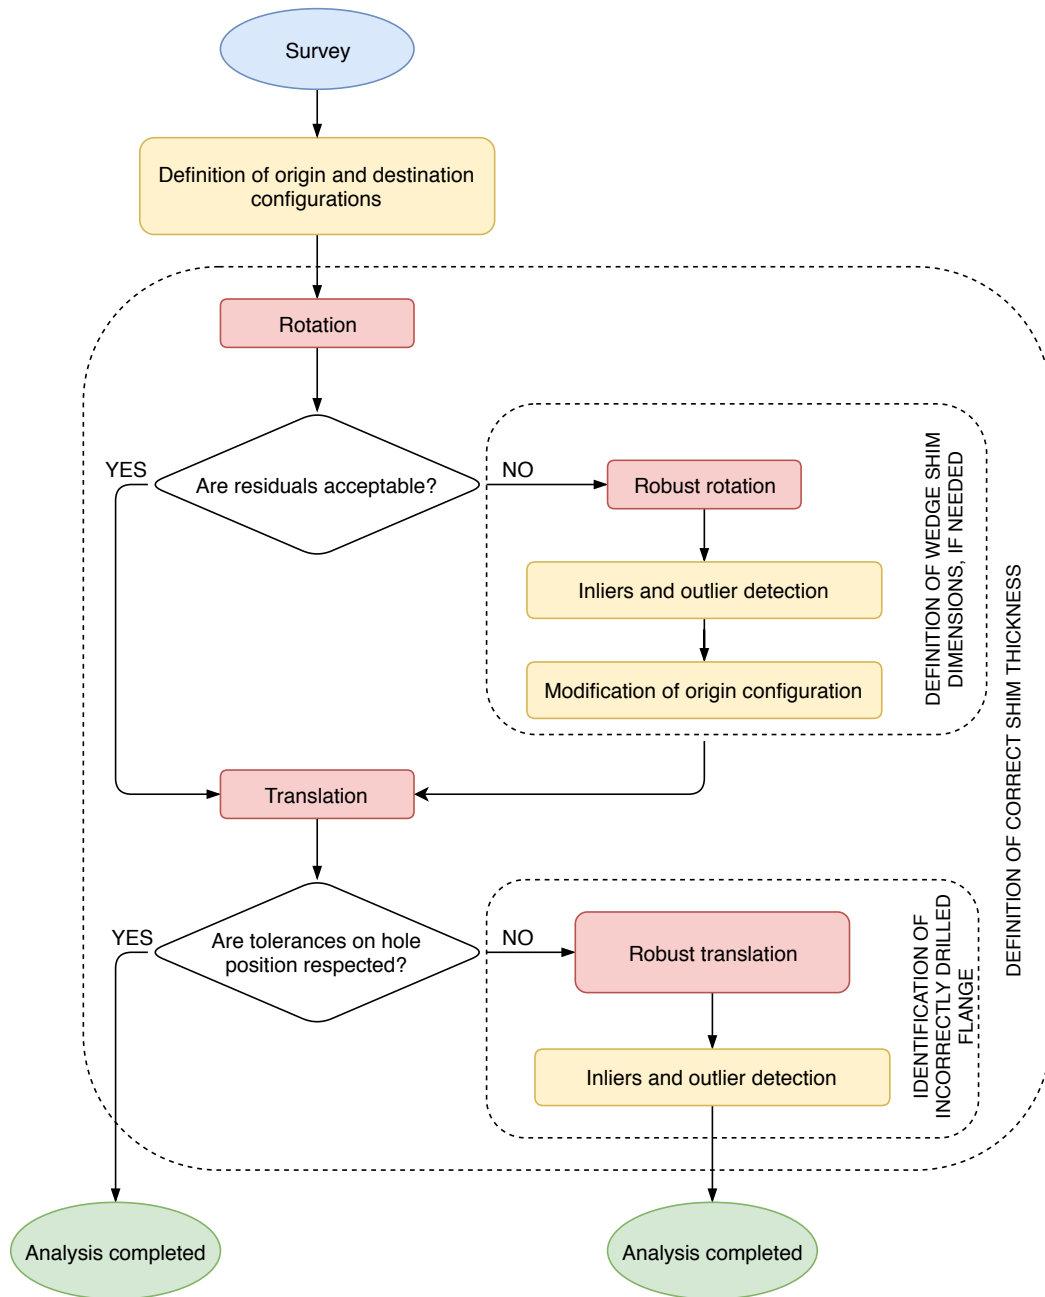 Survey
Definition of origin and destination
configurations
Rotation
YES
Are residuals acceptable?
NO
Robust rotation
Inliers and outlier detection
Modification of origin configuration
DEFINITION OF WEDGE SHIM
DIMENSIONS, IF NEEDED
DEFINITION OF CORRECT SHIM THICKNESS
Translation
YES
Are tolerances on hole
position respected?
NO
Robust translation
Inliers and outlier detection
IDENTIFICATION OF
INCORRECTLY DRILLED
FLANGE
Analysis completed
Analysis completed